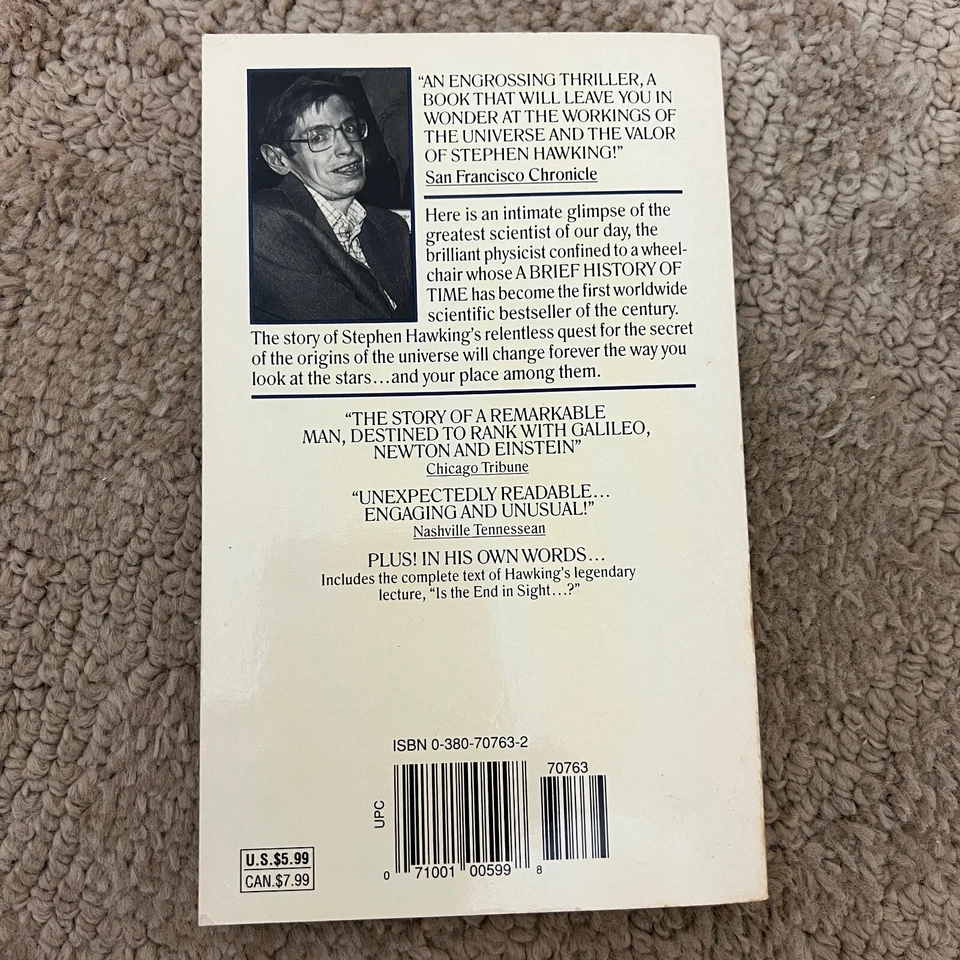 “AN ENGROSSING THRILLER, A
BOOK THAT WILL LEAVE YOU IN
WONDER AT THE WORKINGS OF
THE UNIVERSE AND THE VALOR
OF STEPHEN HAWKING!”
San Francisco Chronicle
Here is an intimate glimpse of the
greatest scientist of our day, the
brilliant physicist confined to a wheel-
chair whose A BRIEF HISTORY OF
TIME has become the first worldwide
scientific bestseller of the century.
The story of Stephen Hawking’s relentless quest for the secret
of the origins of the universe will change forever the way you
look at the stars...and your place among them.
“THE STORY OF A REMARKABLE
MAN, DESTINED TO RANK WITH GALILEO,
NEWTON AND EINSTEIN”
Chicago Tribune
“UNEXPECTEDLY READABLE...
ENGAGING AND UNUSUAL!”
Nashville Tennessean
PLUS! IN HIS OWN WORDS...
Includes the complete text of Hawking’s legendary
lecture, “Is the End in Sight...?”
ISBN 0-380-70763-2
70763
UPC
0 71001 00599 8
U.S.$5.99
CAN.$7.99